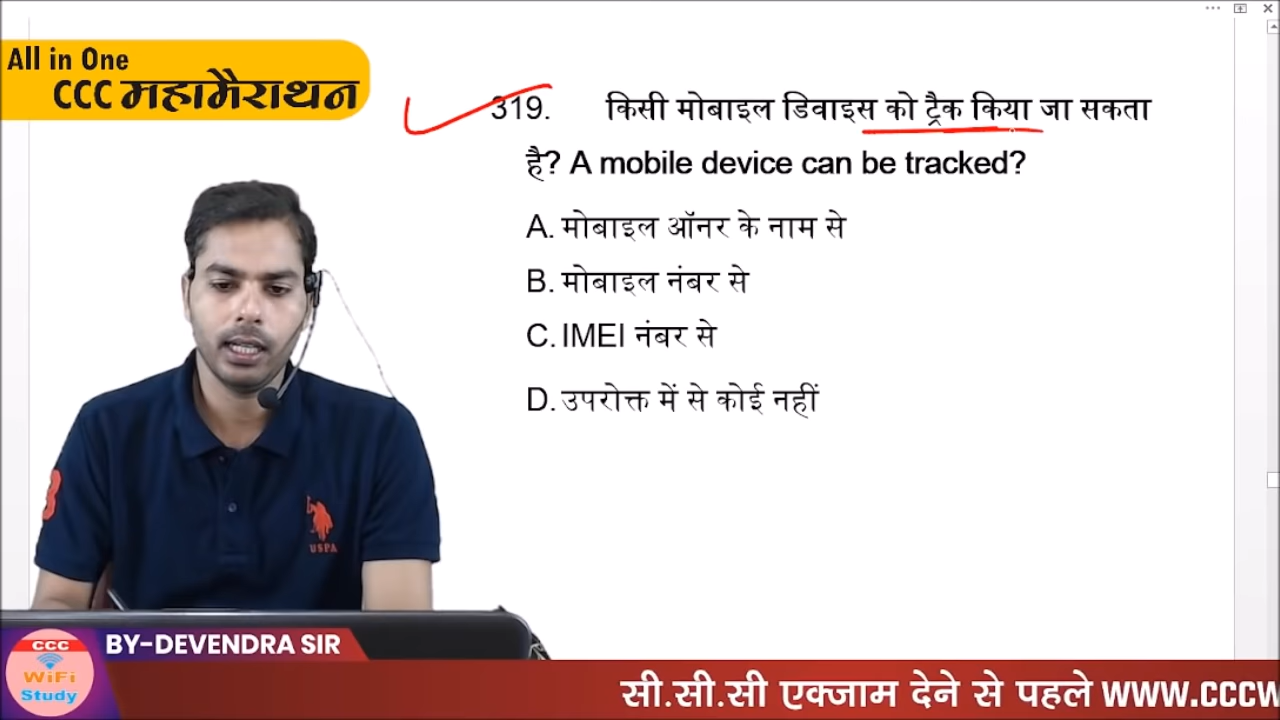 All in One
CCC महामैराथन
319. किसी मोबाइल डिवाइस को ट्रैक किया जा सकता
है? A mobile device can be tracked?
A. मोबाइल ऑनर के नाम से
B. मोबाइल नंबर से
C. IMEI नंबर से
D. उपरोक्त में से कोई नहीं
3
USPA
CCC
WiFi
Study
BY-DEVENDRA SIR
सी.सी.सी एक्जाम देने से पहले WWW.CCCW